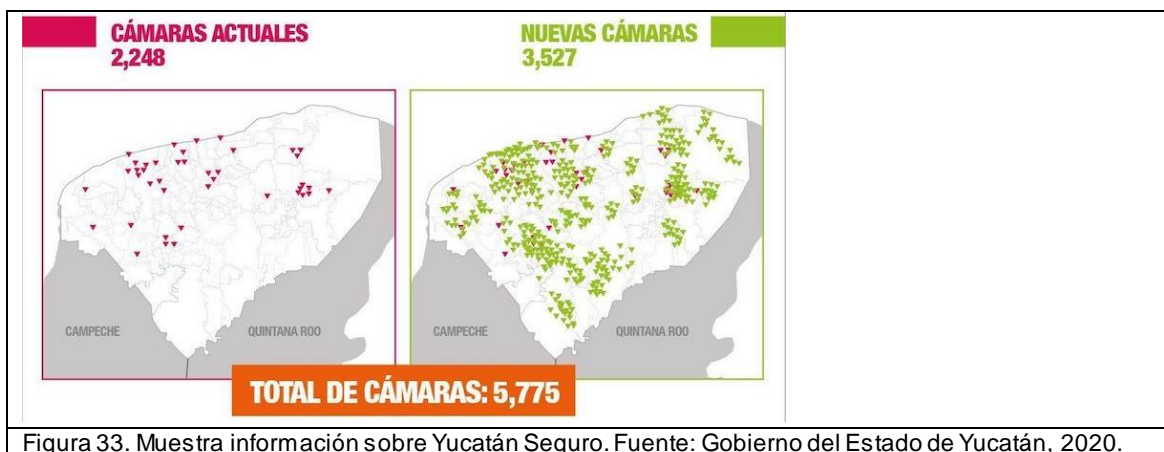 CÁMARAS ACTUALES
2,248
NUEVAS CÁMARAS
3,527
CAMPECHE
QUINTANA ROO
CAMPECHE
QUINTANA ROO
TOTAL DE CÁMARAS: 5,775
Figura 33. Muestra información sobre Yucatán Seguro. Fuente: Gobierno del Estado de Yucatán, 2020.